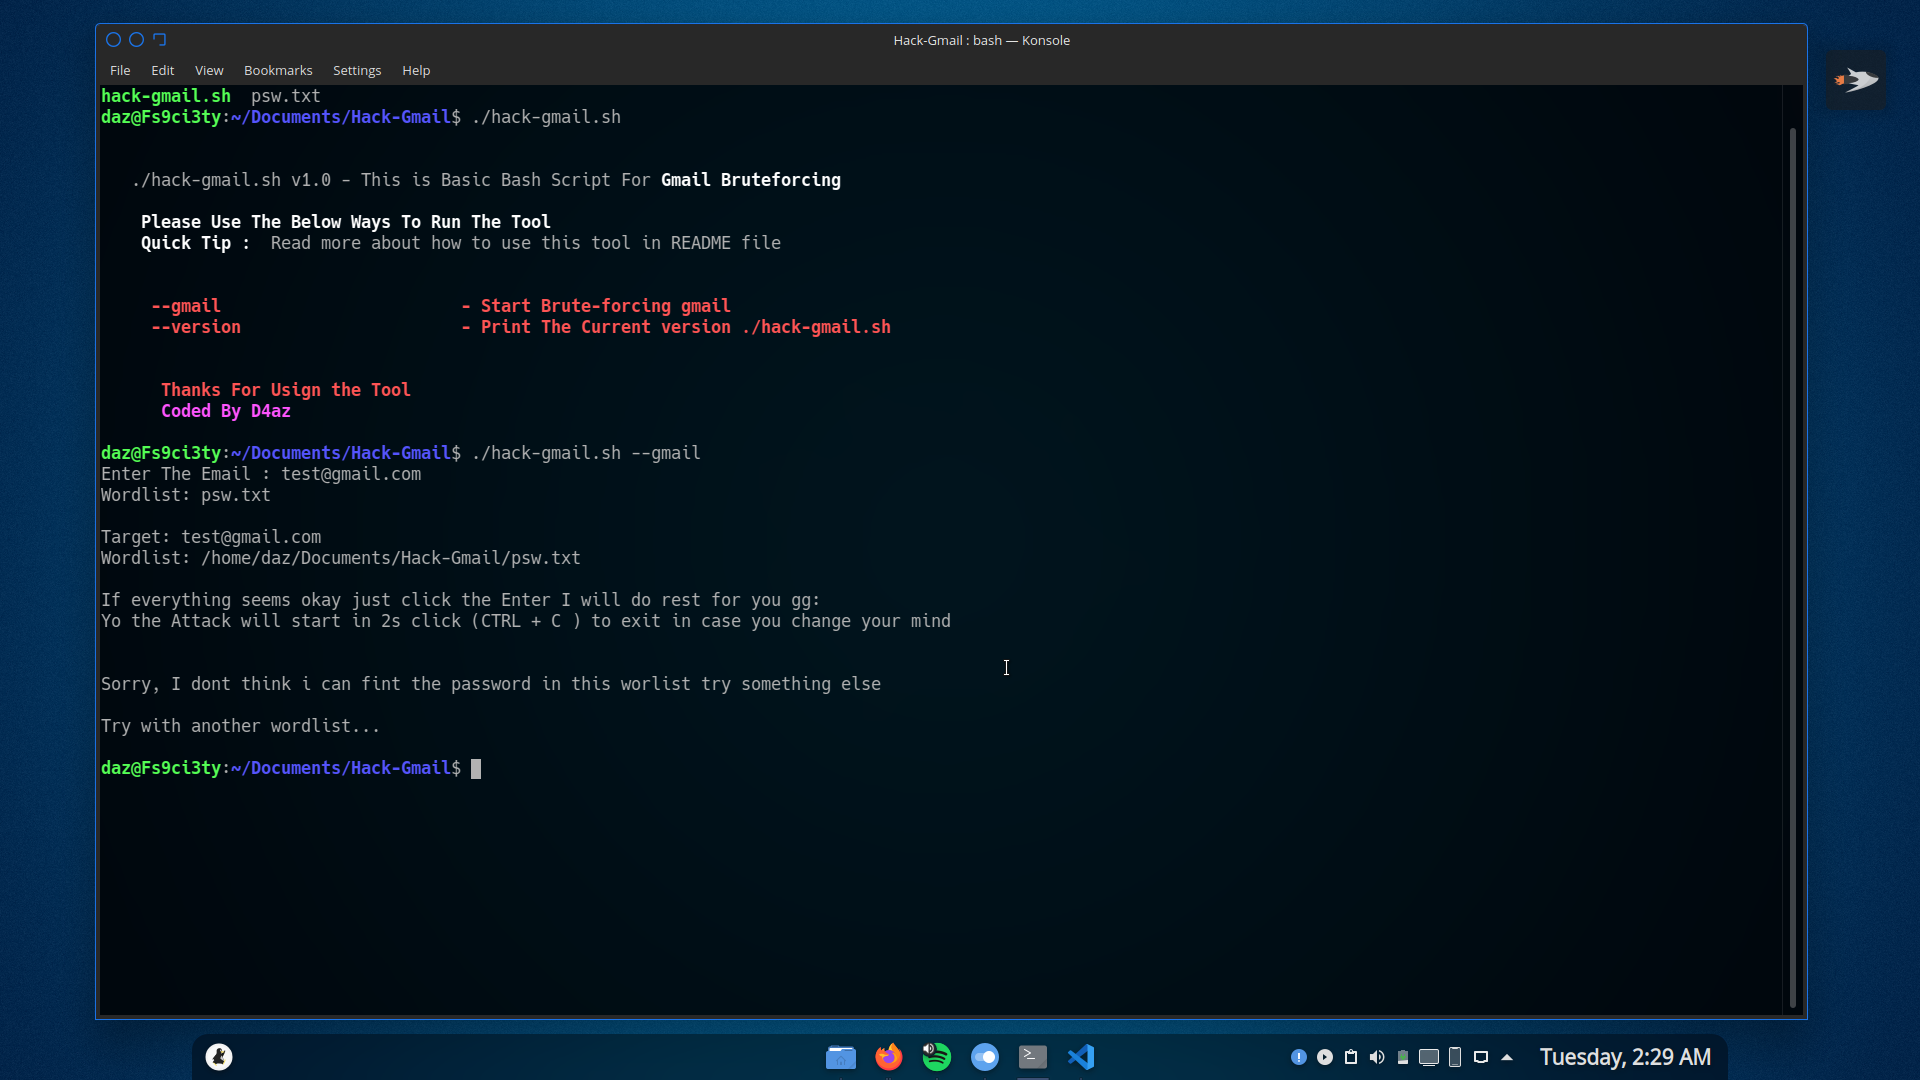 Hack-Gmail : bash — Konsole
File Edit View Bookmarks Settings Help
hack-gmail.sh psw.txt
daz@Fs9ci3ty:~/Documents/Hack-Gmail$ ./hack-gmail.sh
./hack-gmail.sh v1.0 - This is Basic Bash Script For Gmail Bruteforcing
Please Use The Below Ways To Run The Tool
Quick Tip : Read more about how to use this tool in README file
--gmail - Start Brute-forcing gmail
--version - Print The Current version ./hack-gmail.sh
Thanks For Usign the Tool
Coded By D4az
daz@Fs9ci3ty:~/Documents/Hack-Gmail$ ./hack-gmail.sh --gmail
Enter The Email : test@gmail.com
Wordlist: psw.txt
Target: test@gmail.com
Wordlist: /home/daz/Documents/Hack-Gmail/psw.txt
If everything seems okay just click the Enter I will do rest for you gg:
Yo the Attack will start in 2s click (CTRL + C ) to exit in case you change your mind
Sorry, I dont think i can fint the password in this worlist try something else
Try with another wordlist...
daz@Fs9ci3ty:~/Documents/Hack-Gmail$
Tuesday, 2:29 AM